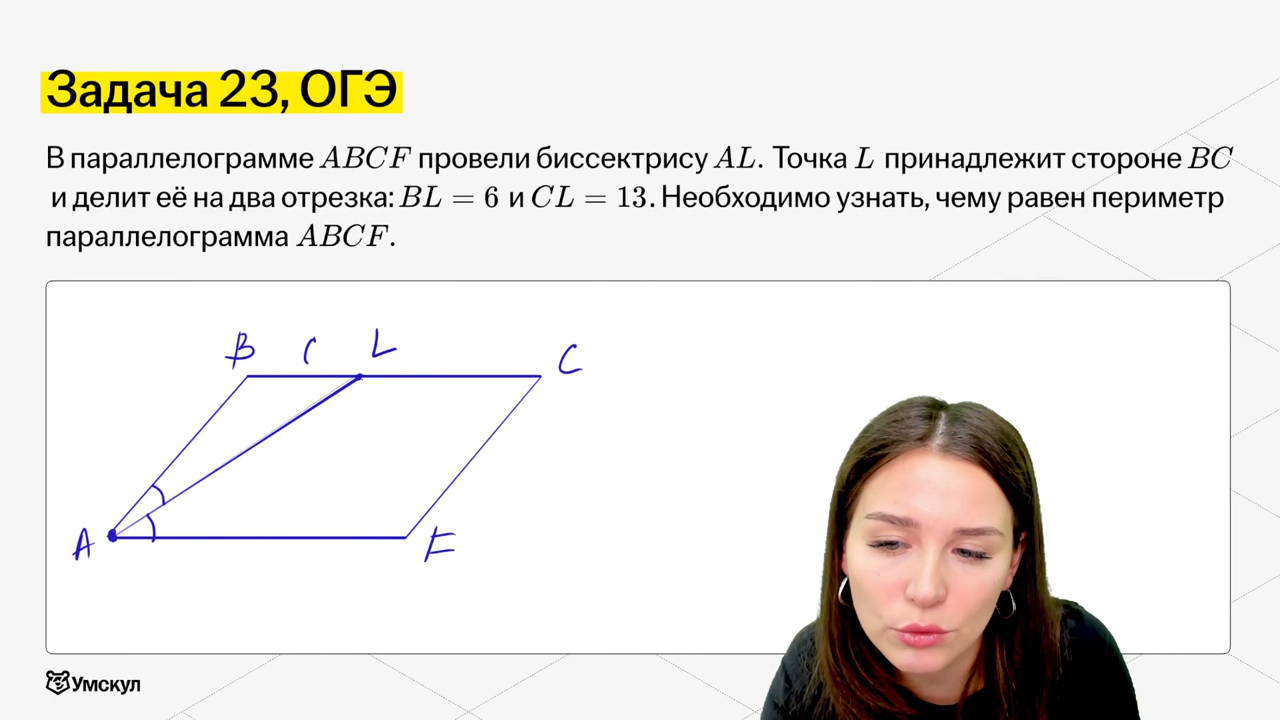 Задача 23, ОГЭ
В параллелограмме ABCF провели биссектрису AL. Точка L принадлежит стороне BC
и делит её на два отрезка: BL = 6 и CL = 13. Необходимо узнать, чему равен периметр
параллелограмма ABCF.
B L C
A F
Умскул